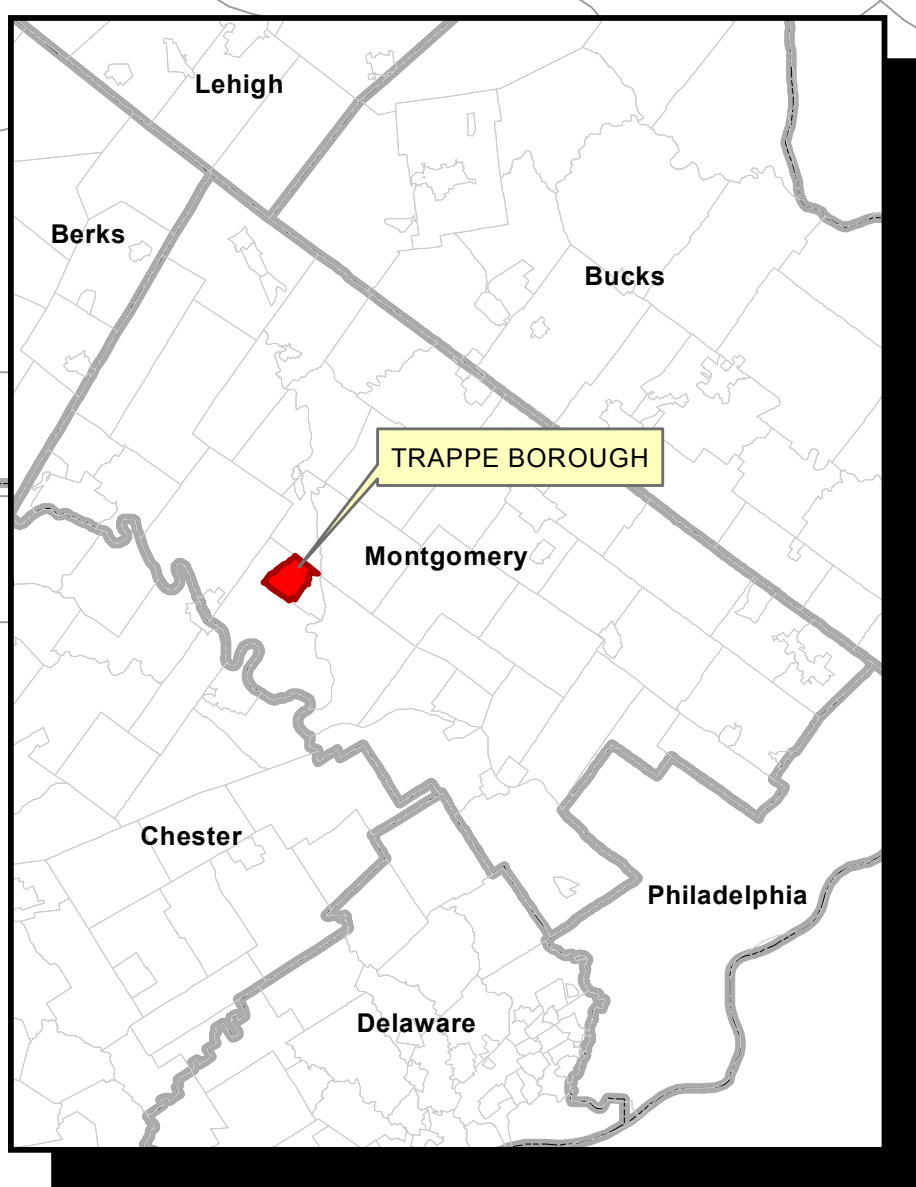 Lehigh
Berks
Bucks
TRAPPE BOROUGH
Montgomery
Chester
Philadelphia
Delaware